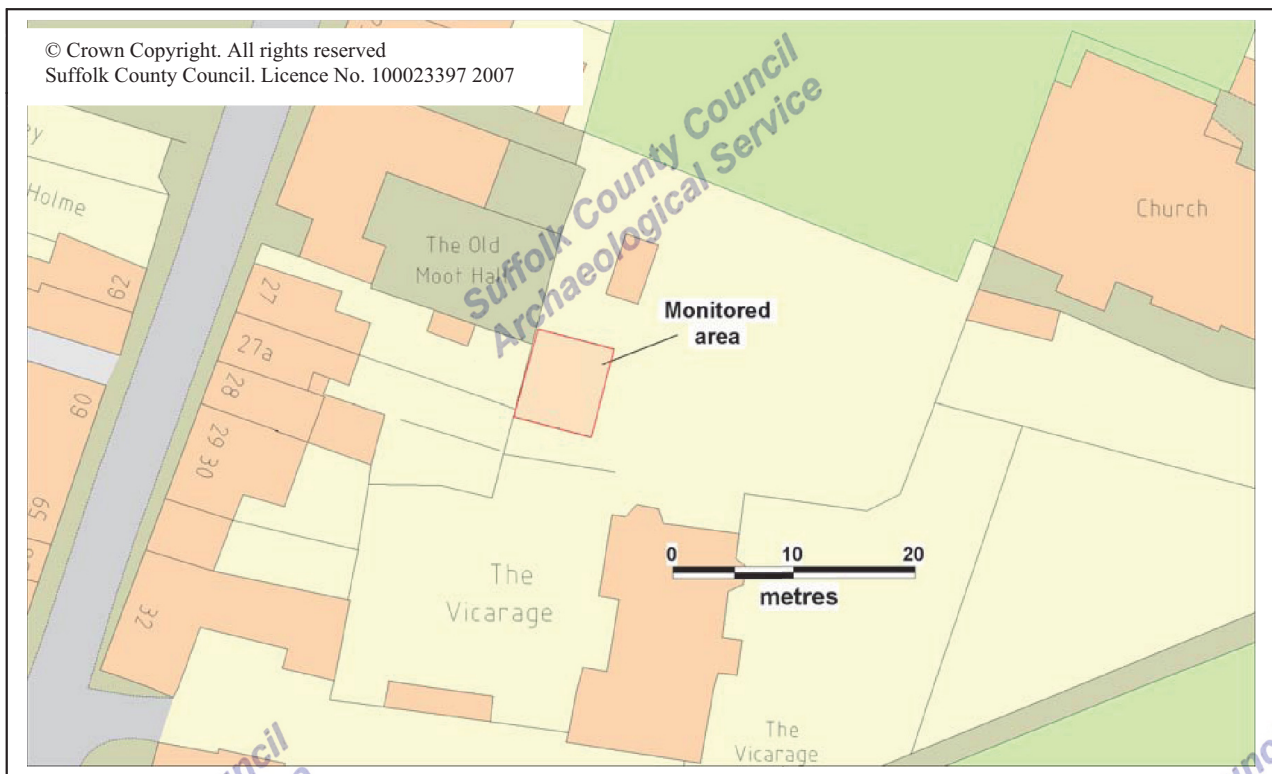 © Crown Copyright. All rights reserved
Suffolk County Council. Licence No. 100023397 2007
Suffolk County Council
Archaeological Service
Holme
The Old
Moot Hall
Church
Monitored
area
62
27
27a
28
29 30
60
65
32
0 10 20
metres
The
Vicarage
The
Vicarage